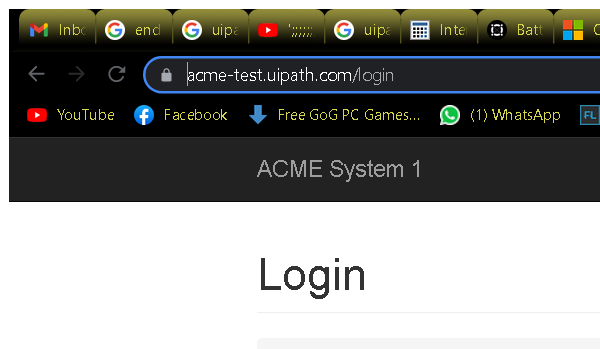 Inbo end uipa ';;;;;; uipa Inte Batt C
acme-test.uipath.com/login
YouTube Facebook Free GoG PC Games... (1) WhatsApp FL
ACME System 1
Login